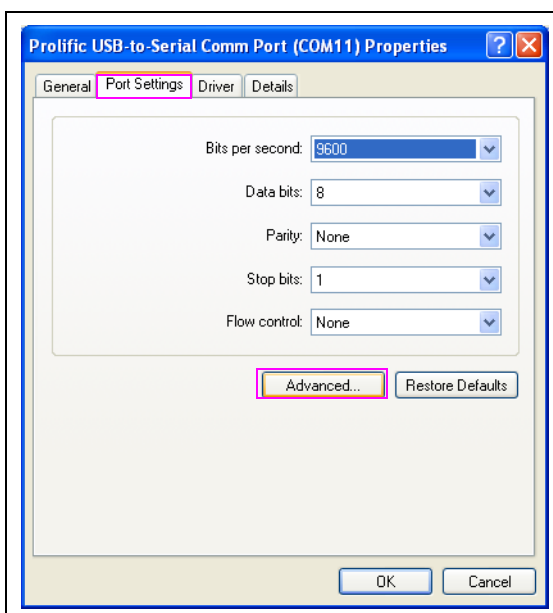 Prolific USB-to-Serial Comm Port (COM11) Properties
General Port Settings Driver Details
Bits per second: 9600
Data bits: 8
Parity: None
Stop bits: 1
Flow control: None
Advanced... Restore Defaults
OK Cancel